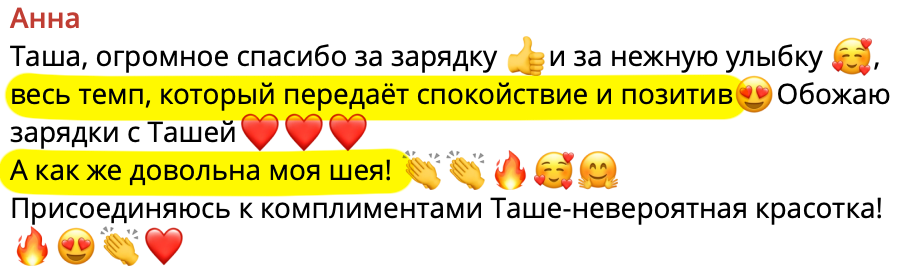 Анна
Таша, огромное спасибо за зарядку 👍и за нежную улыбку 🥰,
весь темп, который передаёт спокойствие и позитив😍 Обожаю
зарядки с Ташей❤️❤️❤️
А как же довольна моя шея! 👏👏🔥🥰🤗
Присоединяюсь к комплиментами Таше-невероятная красотка!
🔥😍👏❤️